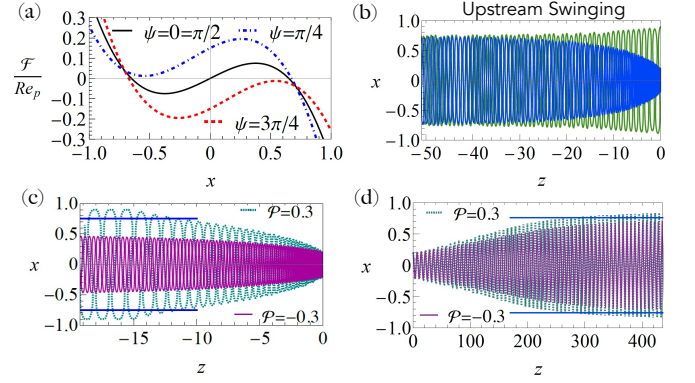 (a)
0.3
0.2
0.1
0
-0.1
-0.2
-0.3
ℱ
Re_p
ψ=0=π/2
ψ=π/4
ψ=3π/4
-1.0 -0.5 0 0.5 1.0
x
(b)
Upstream Swinging
1.0
0.5
0
-0.5
-1.0
x
-50 -40 -30 -20 -10 0
z
(c)
1.0
0.5
0
-0.5
-1.0
x
𝒫=0.3
𝒫=-0.3
-15 -10 -5 0
z
(d)
1.0
0.5
0
-0.5
-1.0
x
𝒫=0.3
𝒫=-0.3
0 100 200 300 400
z